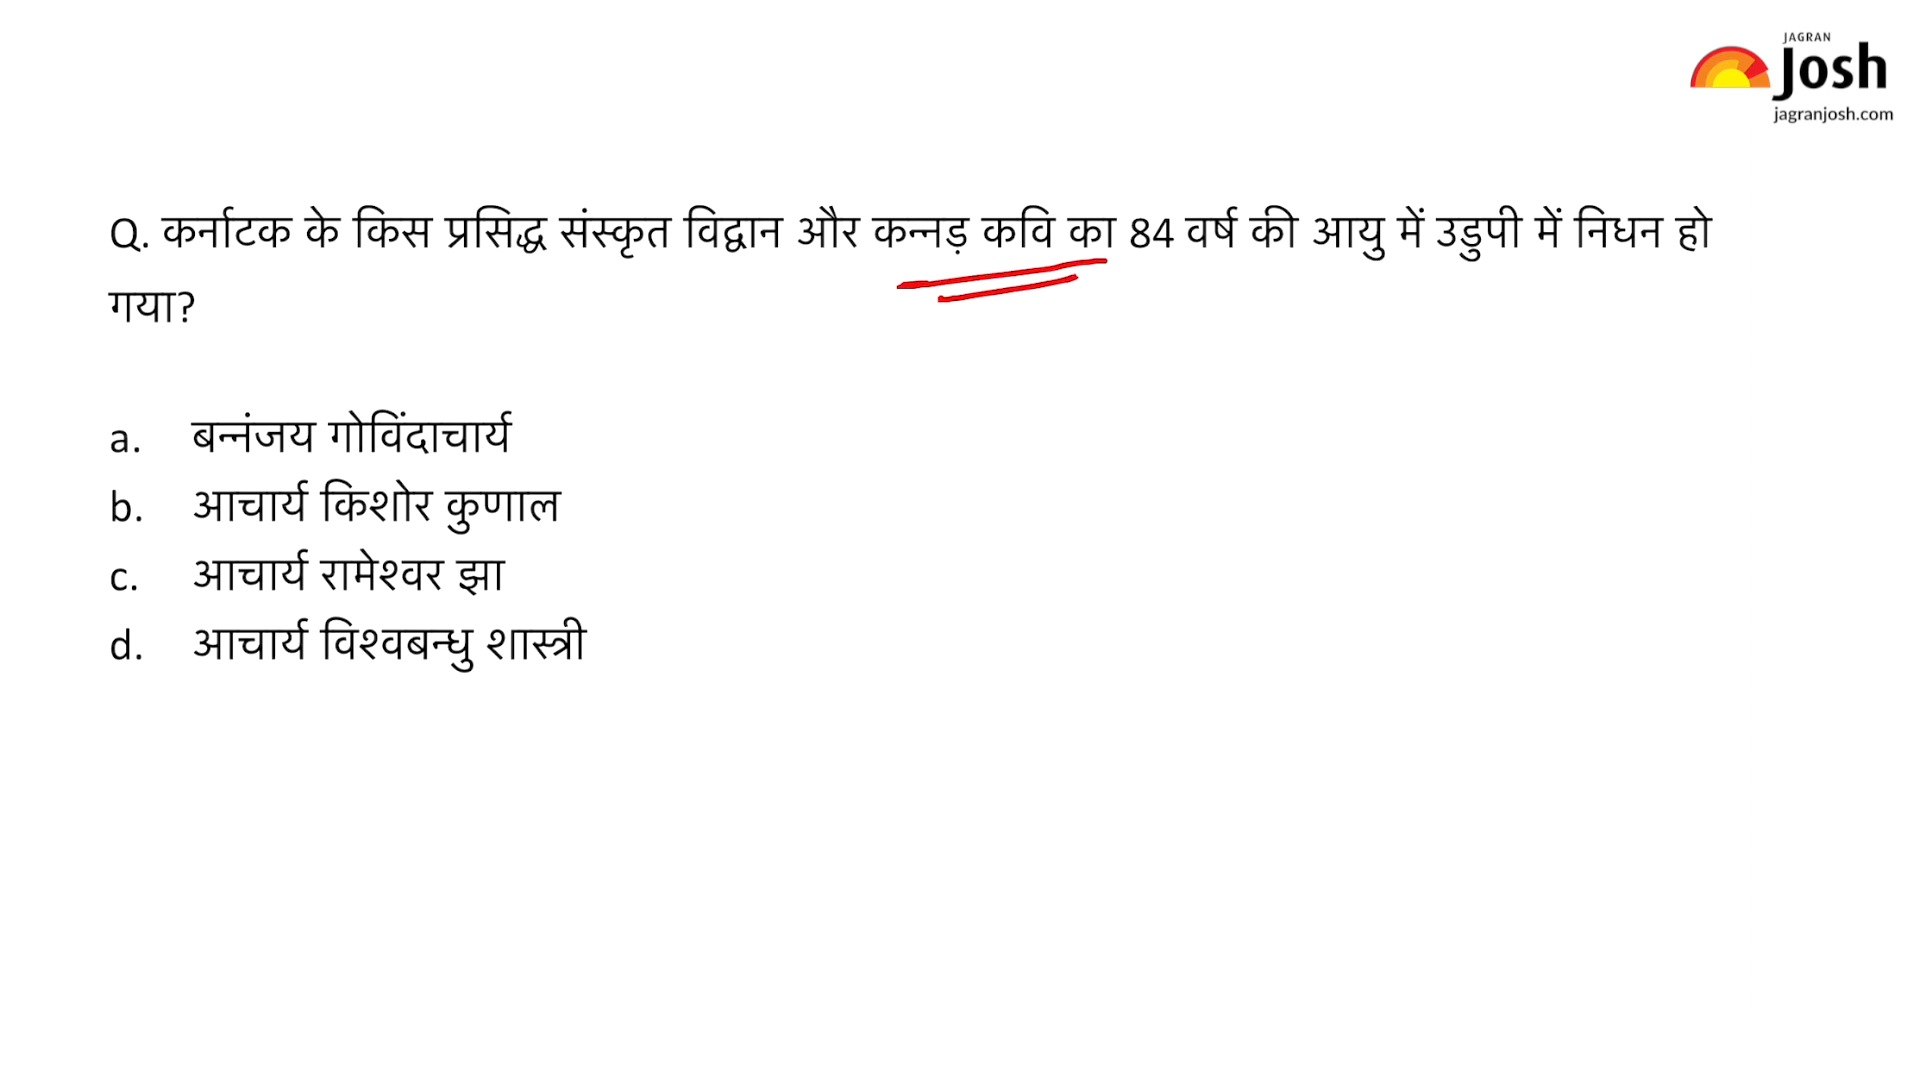 JAGRAN
Josh
jagranjosh.com
Q. कर्नाटक के किस प्रसिद्ध संस्कृत विद्वान और कन्नड़ कवि का 84 वर्ष की आयु में उडुपी में निधन हो
गया?
a. बन्नंजय गोविंदाचार्य
b. आचार्य किशोर कुणाल
c. आचार्य रामेश्वर झा
d. आचार्य विश्वबन्धु शास्त्री